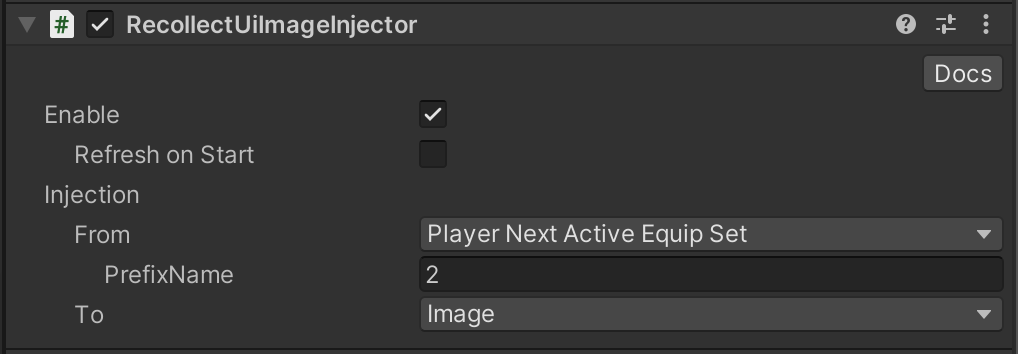 # RecollectUiImageInjector
Docs
Enable
Refresh on Start
Injection
From Player Next Active Equip Set
PrefixName 2
To Image